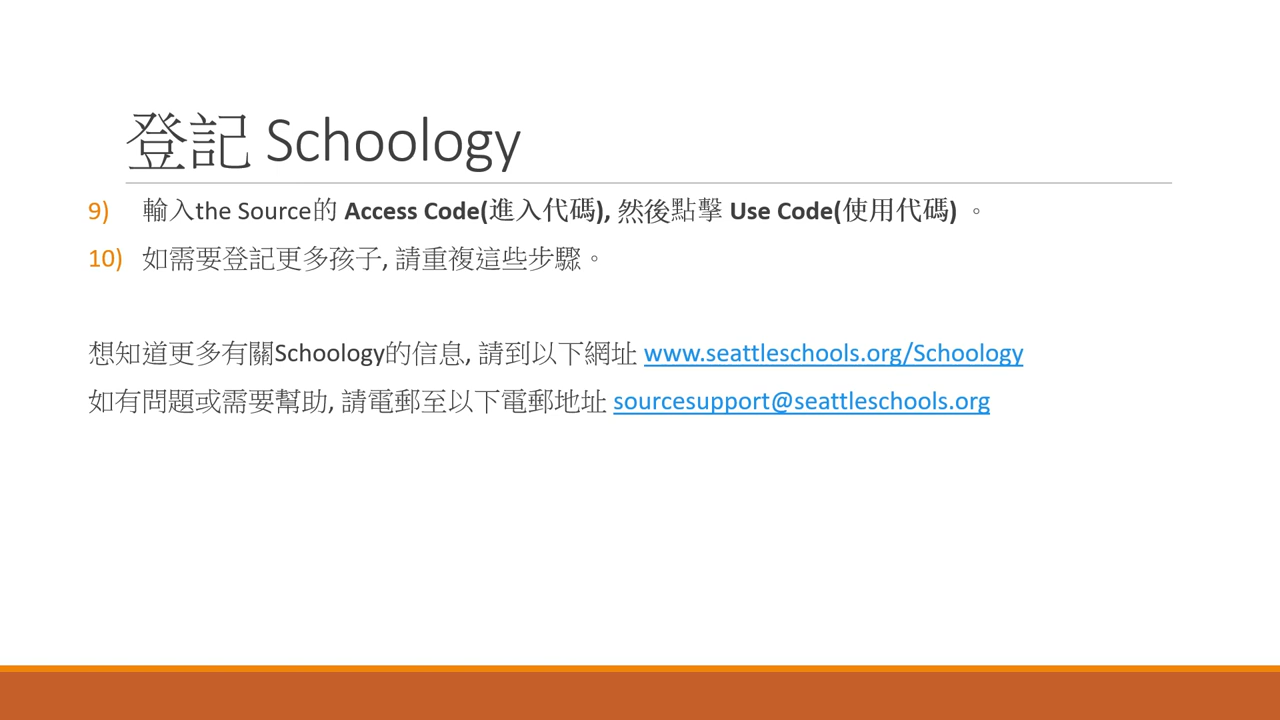 登記 Schoology
9) 輸入the Source的 Access Code(進入代碼), 然後點擊 Use Code(使用代碼) 。
10) 如需要登記更多孩子, 請重複這些步驟。
想知道更多有關Schoology的信息, 請到以下網址 www.seattleschools.org/Schoology
如有問題或需要幫助, 請電郵至以下電郵地址 sourcesupport@seattleschools.org